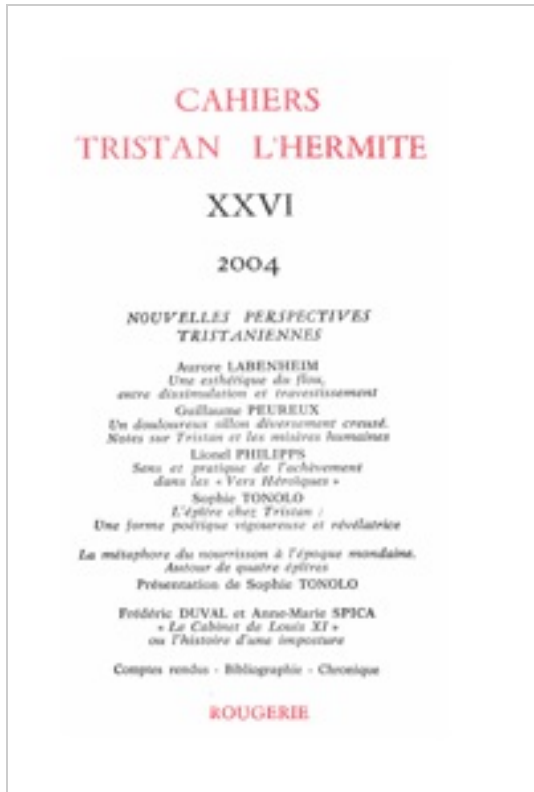 CAHIERS
TRISTAN L'HERMITE
XXVI
2004
NOUVELLES PERSPECTIVES
TRISTANIENNES
Aurore LABENHEIM
Une esthétique du flou,
entre dissimulation et travestissement
Guillaume PEUREUX
Un douloureux sillon diversement creusé.
Notes sur Tristan et les misères humaines
Lionel PHILIPPS
Sens et pratique de l'achèvement
dans les « Vers Héroïques »
Sophie TONOLO
L'épître chez Tristan :
Une forme poétique vigoureuse et révélatrice
La métaphore du nourrisson à l'époque mondaine.
Autour de quatre épîtres
Présentation de Sophie TONOLO
Frédéric DUVAL et Anne-Marie SPICA
« Le Cabinet de Louis XI »
ou l'histoire d'une imposture
Comptes rendus - Bibliographie - Chronique
ROUGERIE